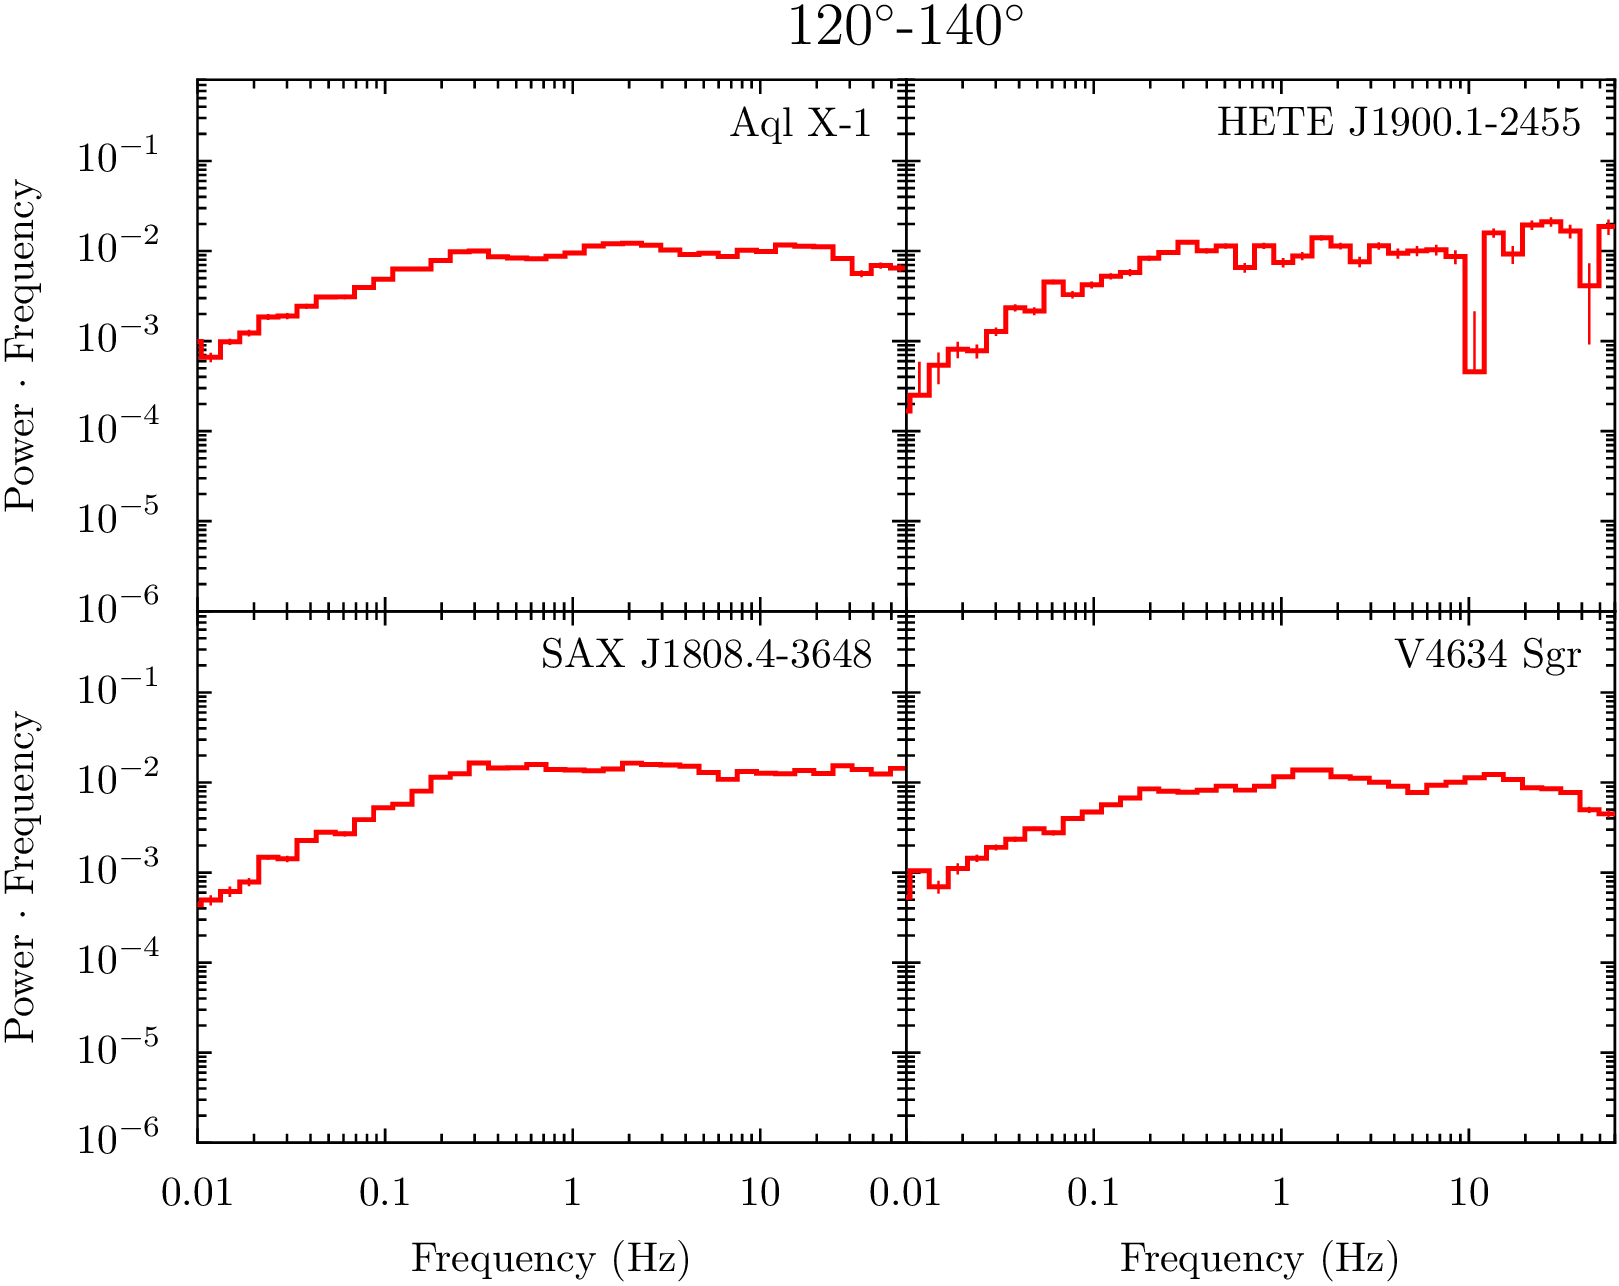 120°-140°
Aql X-1
HETE J1900.1-2455
Power · Frequency
10⁻¹
10⁻²
10⁻³
10⁻⁴
10⁻⁵
10⁻⁶
SAX J1808.4-3648
V4634 Sgr
Power · Frequency
10⁻¹
10⁻²
10⁻³
10⁻⁴
10⁻⁵
10⁻⁶
0.01 0.1 1 10 0.01 0.1 1 10
Frequency (Hz) Frequency (Hz)